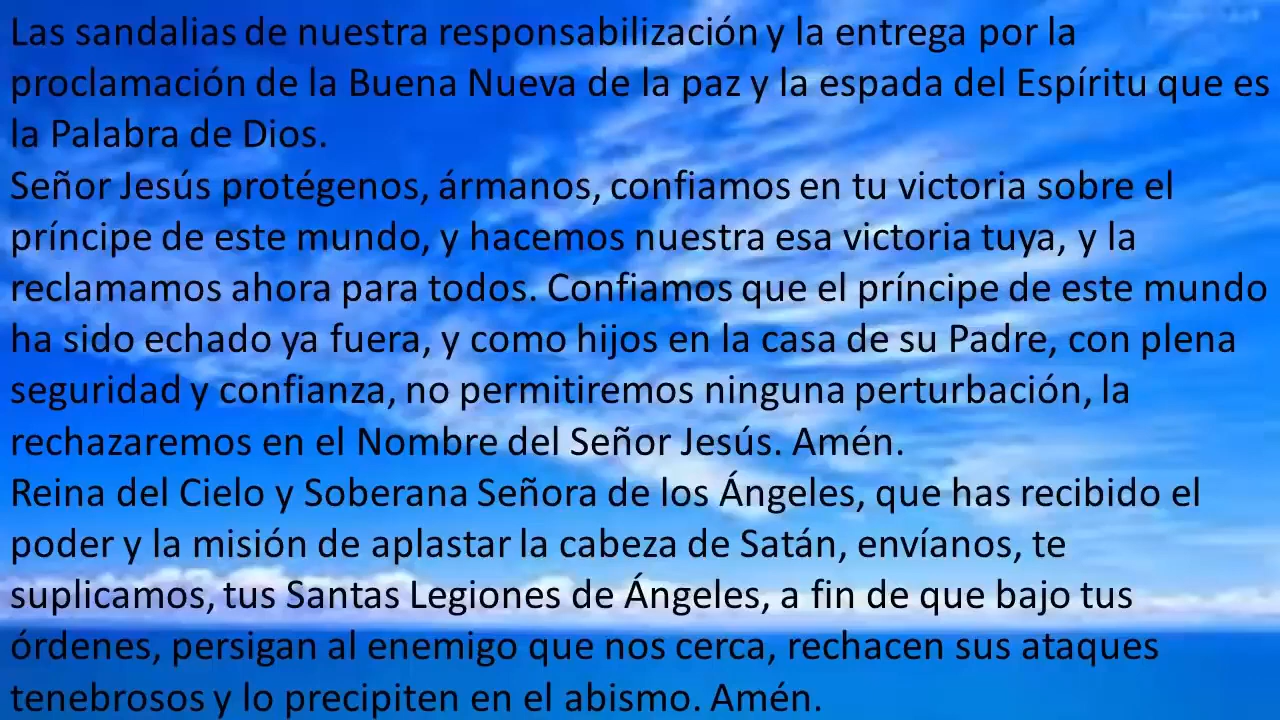 Las sandalias de nuestra responsabilización y la entrega por la
proclamación de la Buena Nueva de la paz y la espada del Espíritu que es
la Palabra de Dios.
Señor Jesús protégenos, ármanos, confiamos en tu victoria sobre el
príncipe de este mundo, y hacemos nuestra esa victoria tuya, y la
reclamamos ahora para todos. Confiamos que el príncipe de este mundo
ha sido echado ya fuera, y como hijos en la casa de su Padre, con plena
seguridad y confianza, no permitiremos ninguna perturbación, la
rechazaremos en el Nombre del Señor Jesús. Amén.
Reina del Cielo y Soberana Señora de los Ángeles, que has recibido el
poder y la misión de aplastar la cabeza de Satán, envíanos, te
suplicamos, tus Santas Legiones de Ángeles, a fin de que bajo tus
órdenes, persigan al enemigo que nos cerca, rechacen sus ataques
tenebrosos y lo precipiten en el abismo. Amén.